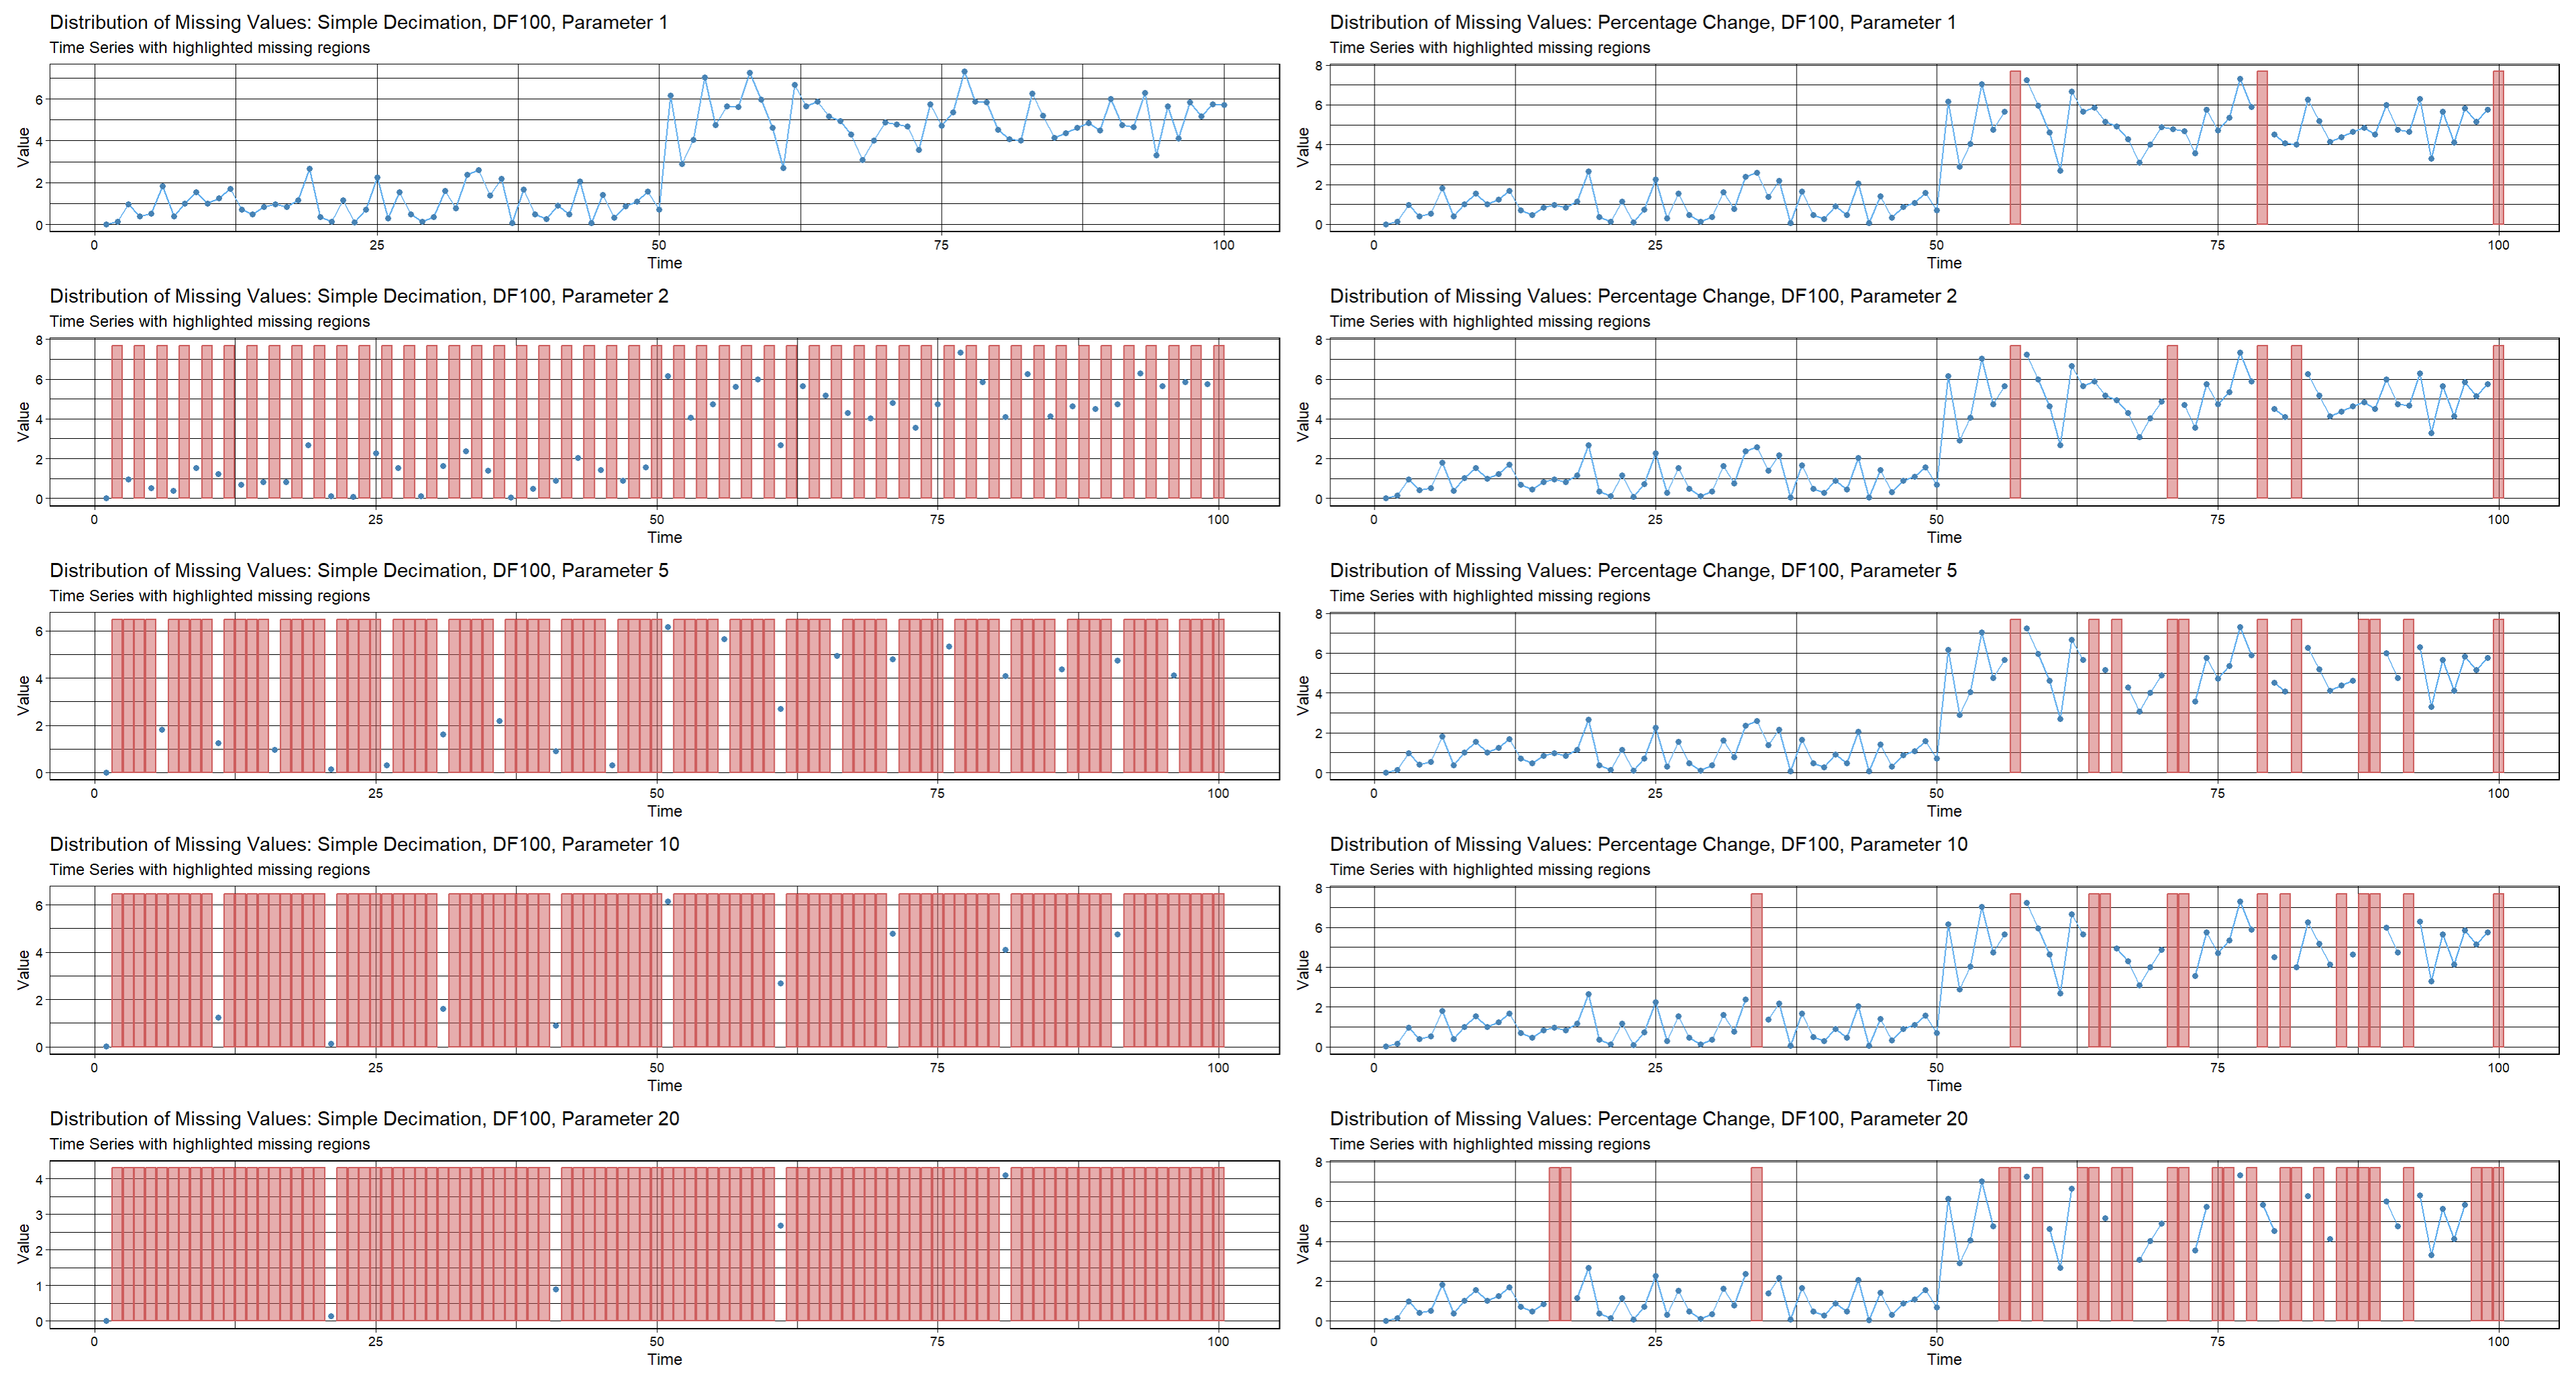 Distribution of Missing Values: Simple Decimation, DF100, Parameter 1
Time Series with highlighted missing regions
Value
6
4
2
0
0 25 50 75 100
Time
Distribution of Missing Values: Percentage Change, DF100, Parameter 1
Time Series with highlighted missing regions
Value
8
6
4
2
0
0 25 50 75 100
Time
Distribution of Missing Values: Simple Decimation, DF100, Parameter 2
Time Series with highlighted missing regions
Value
8
6
4
2
0
0 25 50 75 100
Time
Distribution of Missing Values: Percentage Change, DF100, Parameter 2
Time Series with highlighted missing regions
Value
8
6
4
2
0
0 25 50 75 100
Time
Distribution of Missing Values: Simple Decimation, DF100, Parameter 5
Time Series with highlighted missing regions
Value
6
4
2
0
0 25 50 75 100
Time
Distribution of Missing Values: Percentage Change, DF100, Parameter 5
Time Series with highlighted missing regions
Value
8
6
4
2
0
0 25 50 75 100
Time
Distribution of Missing Values: Simple Decimation, DF100, Parameter 10
Time Series with highlighted missing regions
Value
6
4
2
0
0 25 50 75 100
Time
Distribution of Missing Values: Percentage Change, DF100, Parameter 10
Time Series with highlighted missing regions
Value
8
6
4
2
0
0 25 50 75 100
Time
Distribution of Missing Values: Simple Decimation, DF100, Parameter 20
Time Series with highlighted missing regions
Value
4
3
2
1
0
0 25 50 75 100
Time
Distribution of Missing Values: Percentage Change, DF100, Parameter 20
Time Series with highlighted missing regions
Value
8
6
4
2
0
0 25 50 75 100
Time